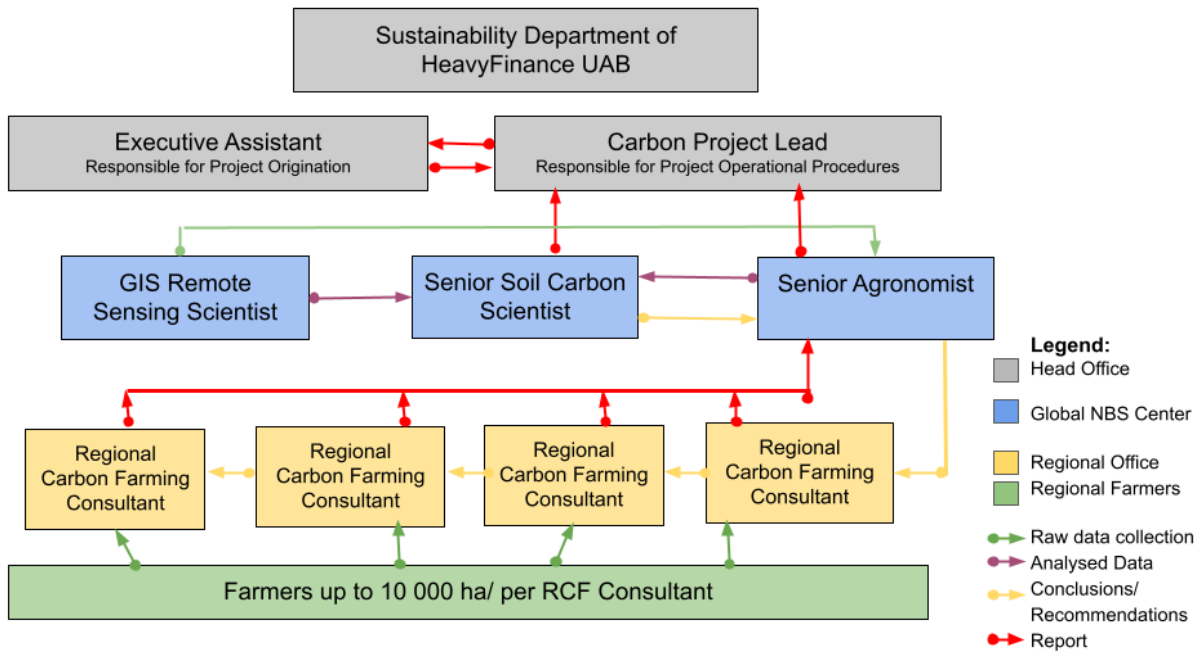 Sustainability Department of
HeavyFinance UAB
Executive Assistant
Responsible for Project Origination
Carbon Project Lead
Responsible for Project Operational Procedures
GIS Remote
Sensing Scientist
Senior Soil Carbon
Scientist
Senior Agronomist
Regional
Carbon Farming
Consultant
Regional
Carbon Farming
Consultant
Regional
Carbon Farming
Consultant
Regional
Carbon Farming
Consultant
Farmers up to 10 000 ha/ per RCF Consultant
Legend:
Head Office
Global NBS Center
Regional Office
Regional Farmers
Raw data collection
Analysed Data
Conclusions/
Recommendations
Report